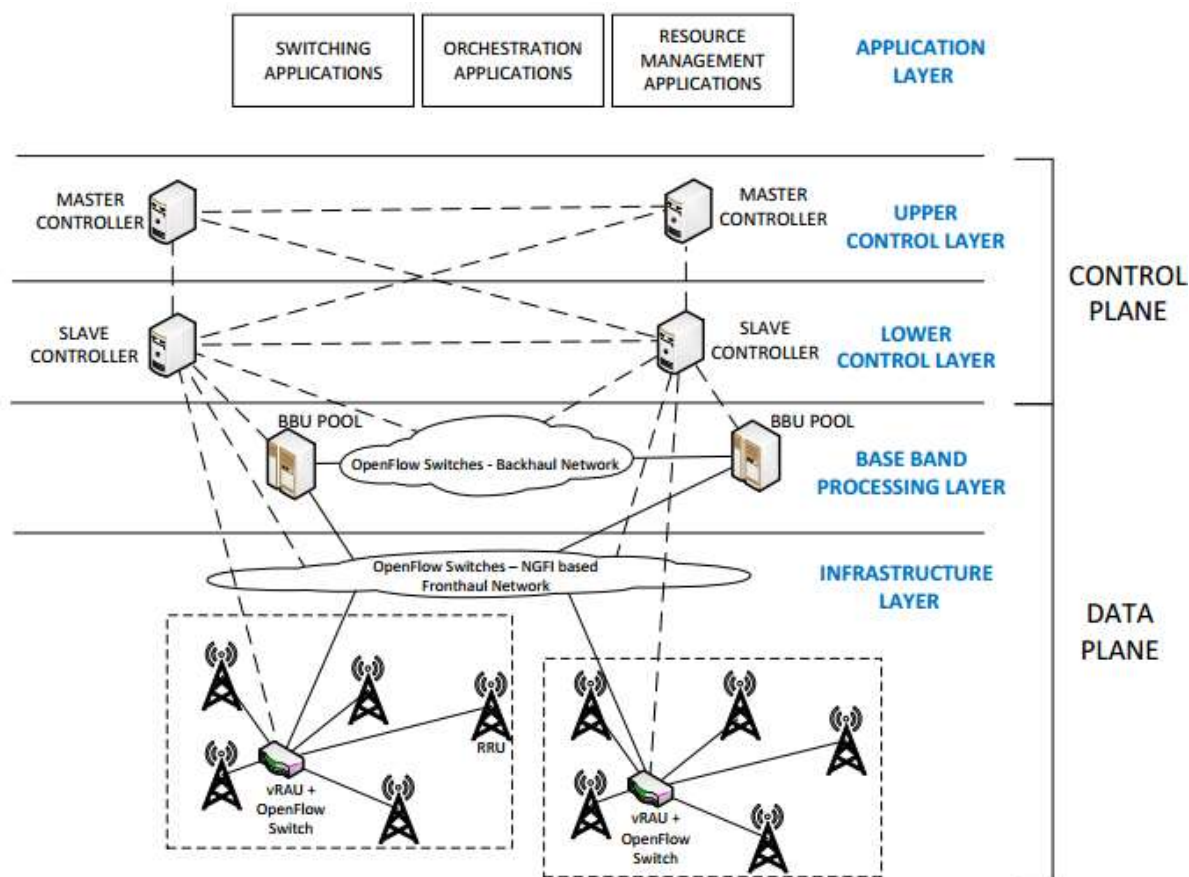 SWITCHING
APPLICATIONS
ORCHESTRATION
APPLICATIONS
RESOURCE
MANAGEMENT
APPLICATIONS
APPLICATION
LAYER
MASTER
CONTROLLER
MASTER
CONTROLLER
UPPER
CONTROL LAYER
CONTROL
PLANE
SLAVE
CONTROLLER
SLAVE
CONTROLLER
LOWER
CONTROL LAYER
BBU POOL
OpenFlow Switches - Backhaul Network
BBU POOL
BASE BAND
PROCESSING LAYER
OpenFlow Switches – NGFI based
Fronthaul Network
INFRASTRUCTURE
LAYER
DATA
PLANE
RRU
vRAU +
OpenFlow
Switch
vRAU +
OpenFlow
Switch